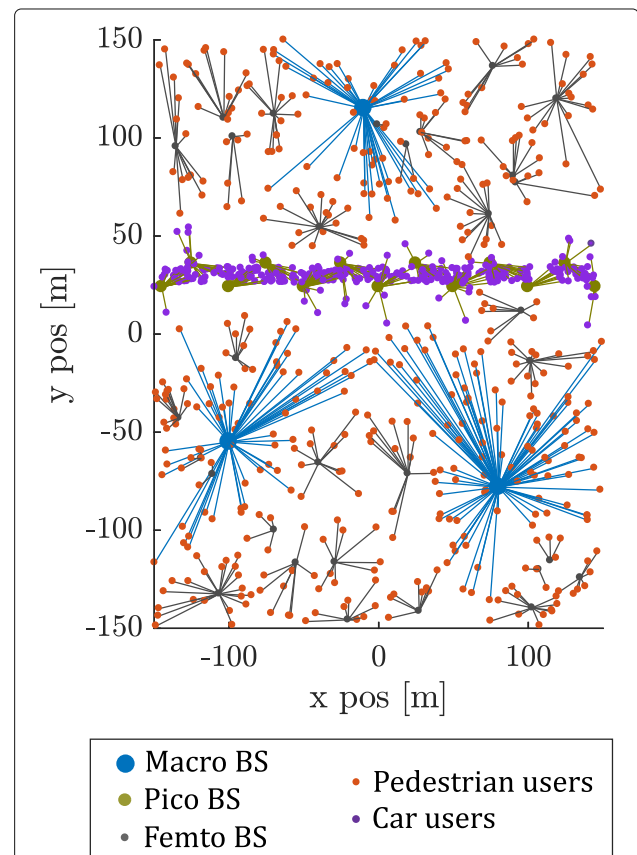 150
100
50
0
-50
-100
-150
y pos [m]
-100 0 100
x pos [m]
Macro BS
Pico BS
Femto BS
Pedestrian users
Car users